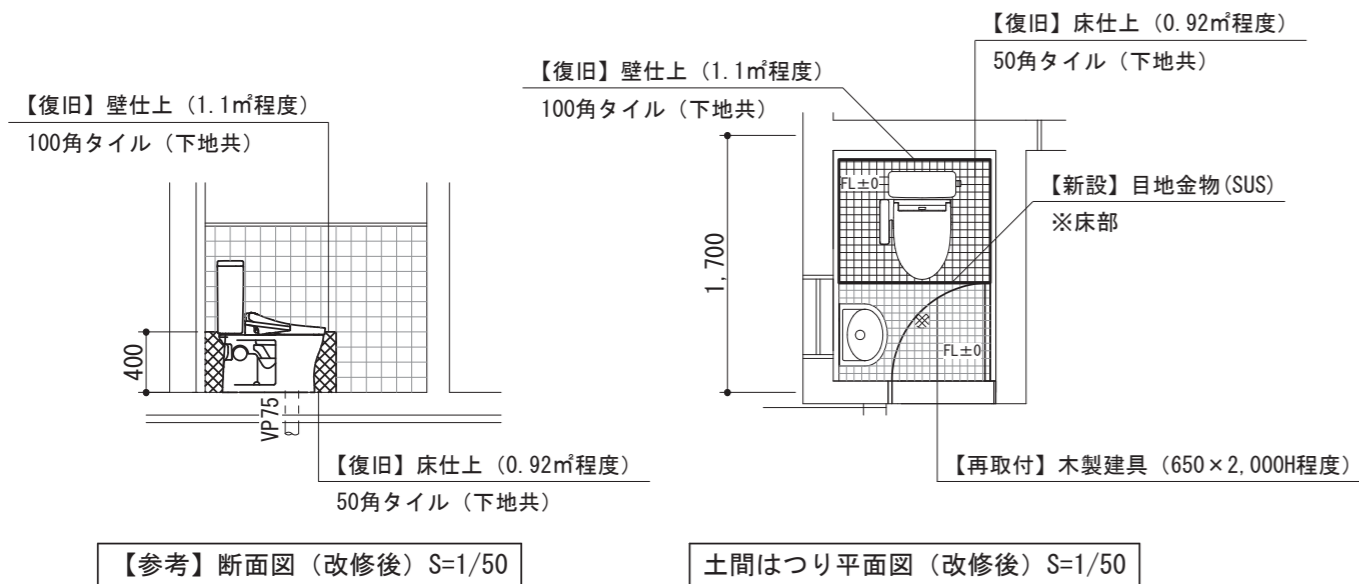 【復旧】壁仕上（1.1㎡程度）
100角タイル（下地共）
400
VP75
【復旧】床仕上（0.92㎡程度）
50角タイル（下地共）
【参考】断面図（改修後）S=1/50
【復旧】床仕上（0.92㎡程度）
50角タイル（下地共）
【復旧】壁仕上（1.1㎡程度）
100角タイル（下地共）
FL±0
【新設】目地金物(SUS)
※床部
1,700
FL±0
【再取付】木製建具（650×2,000H程度）
土間はつり平面図（改修後）S=1/50